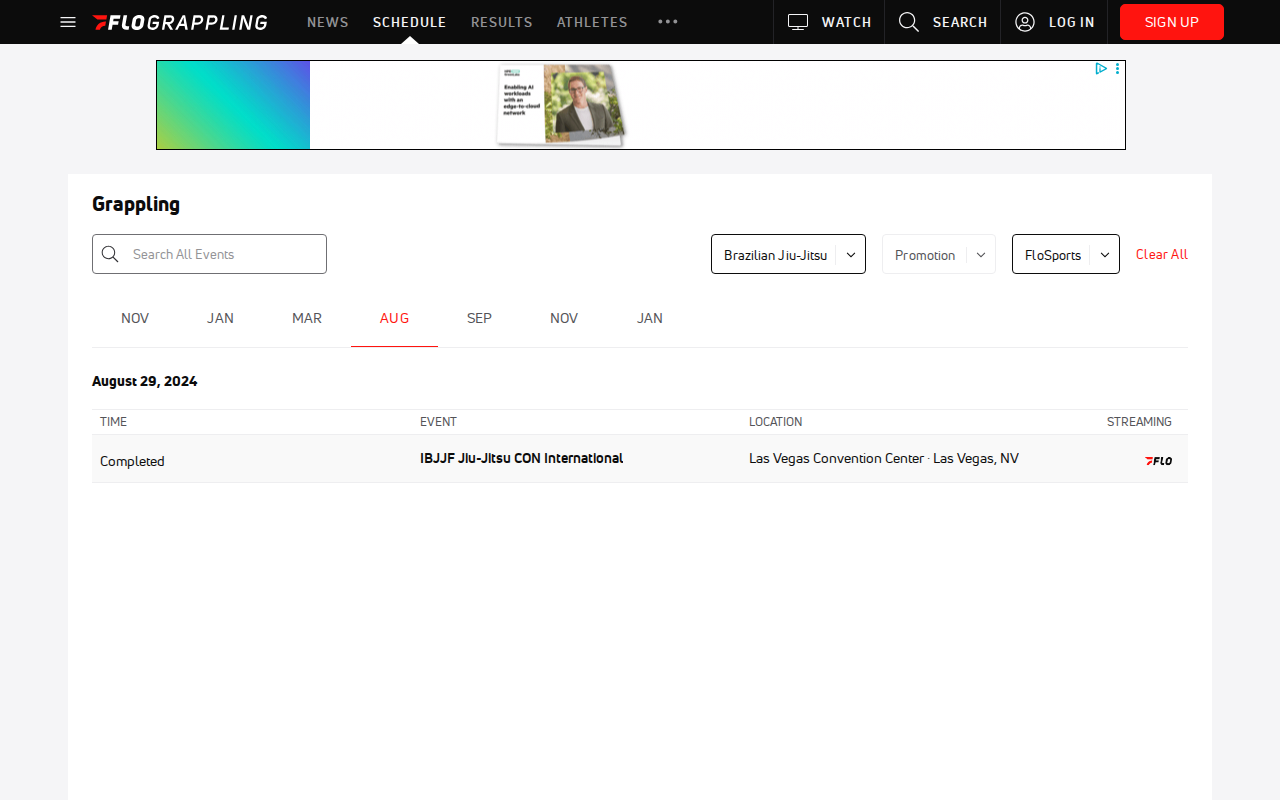 FLOGRAPPLING
NEWS
SCHEDULE
RESULTS
ATHLETES
WATCH
SEARCH
LOG IN
SIGN UP
Enabling AI
workloads
with an
edge-to-cloud
network
Grappling
Search All Events
Brazilian Jiu-Jitsu
Promotion
FloSports
Clear All
NOV
JAN
MAR
AUG
SEP
NOV
JAN
August 29, 2024
TIME
EVENT
LOCATION
STREAMING
Completed
IBJJF Jiu-Jitsu CON International
Las Vegas Convention Center · Las Vegas, NV
FLO